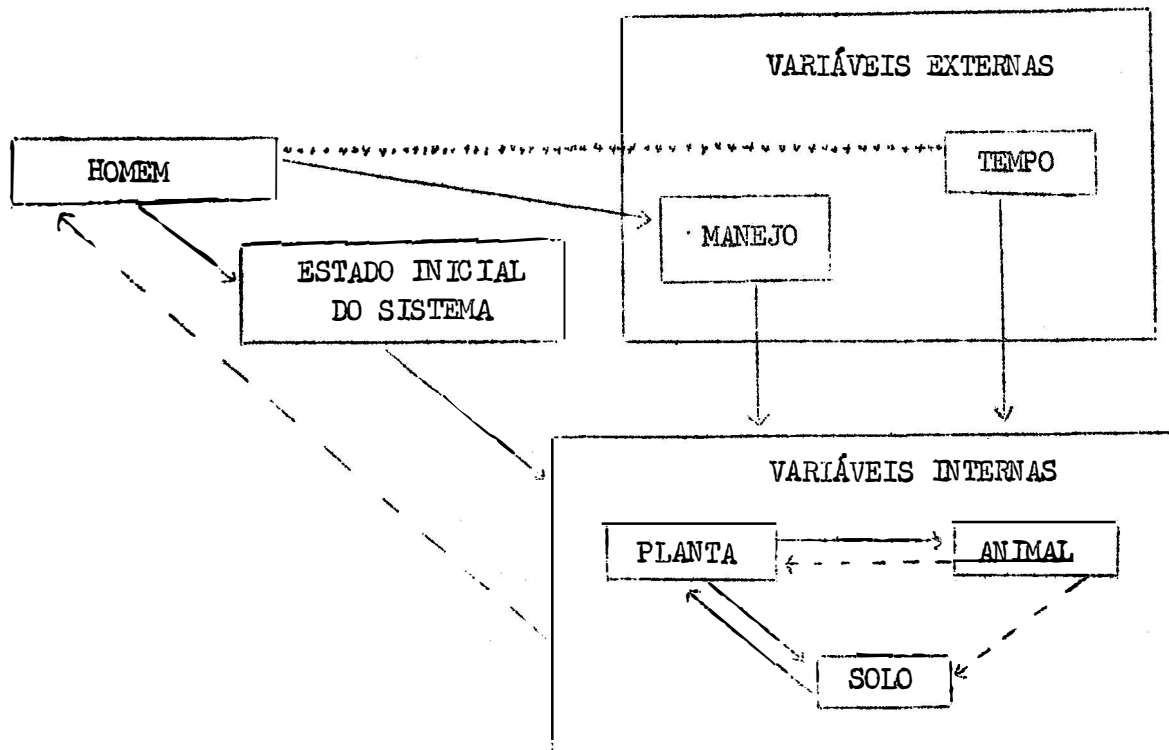 VARIÁVEIS EXTERNAS
HOMEM
TEMPO
MANEJO
ESTADO INICIAL
DO SISTEMA
VARIÁVEIS INTERNAS
PLANTA
ANIMAL
SOLO